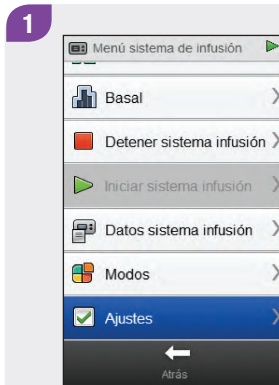 1
Menú sistema de infusión
Basal
Detener sistema infusión
Iniciar sistema infusión
Datos sistema infusión
Modos
Ajustes
Atrás